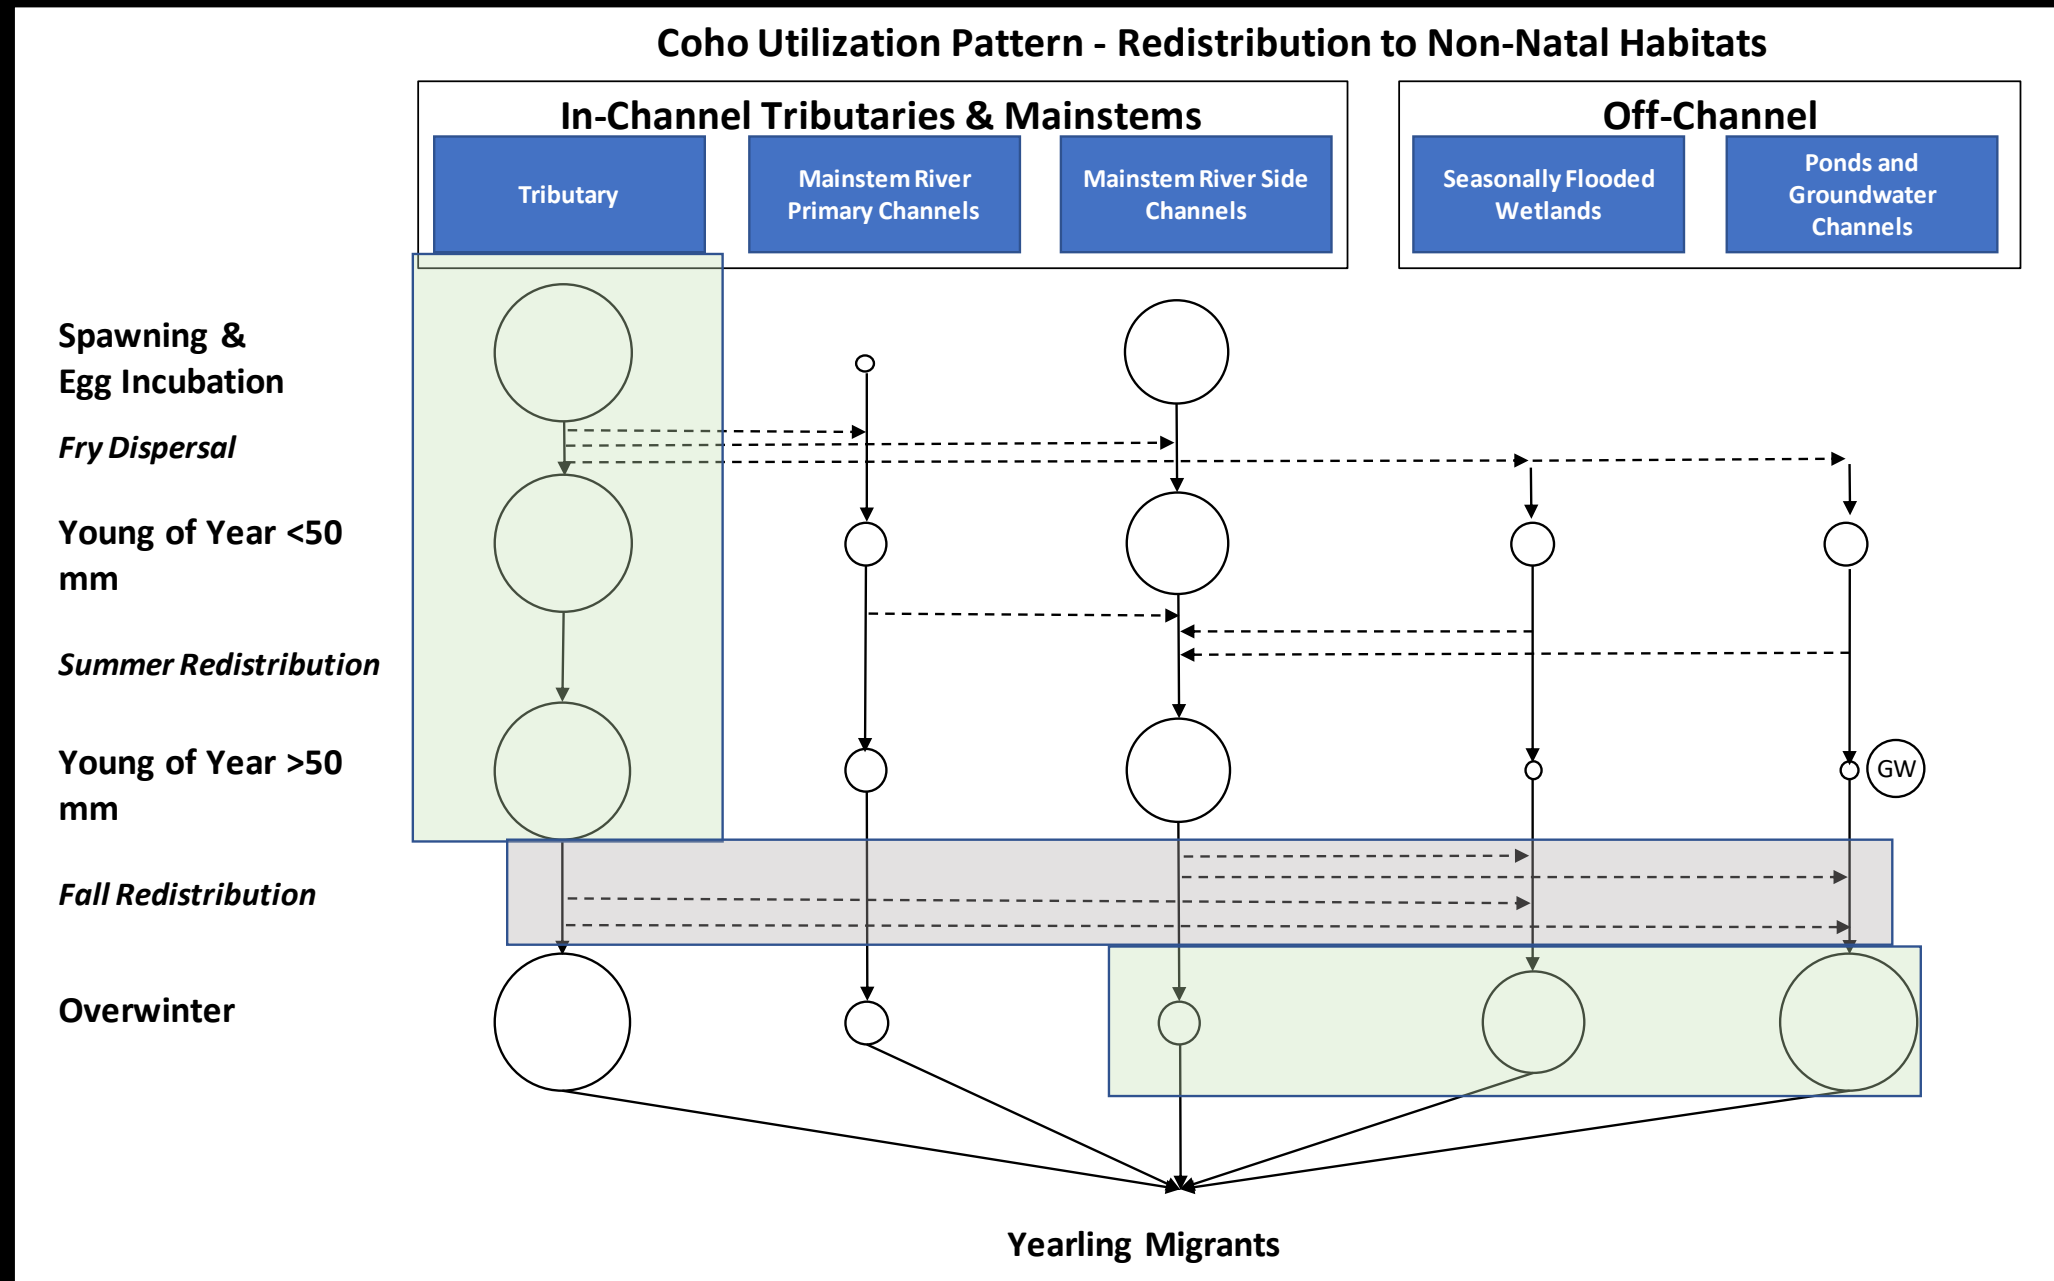 Coho Utilization Pattern - Redistribution to Non-Natal Habitats
In-Channel Tributaries & Mainstems
Off-Channel
Tributary
Mainstem River
Primary Channels
Mainstem River Side
Channels
Seasonally Flooded
Wetlands
Ponds and
Groundwater
Channels
Spawning &
Egg Incubation
Fry Dispersal
Young of Year <50
mm
Summer Redistribution
Young of Year >50
mm
GW
Fall Redistribution
Overwinter
Yearling Migrants